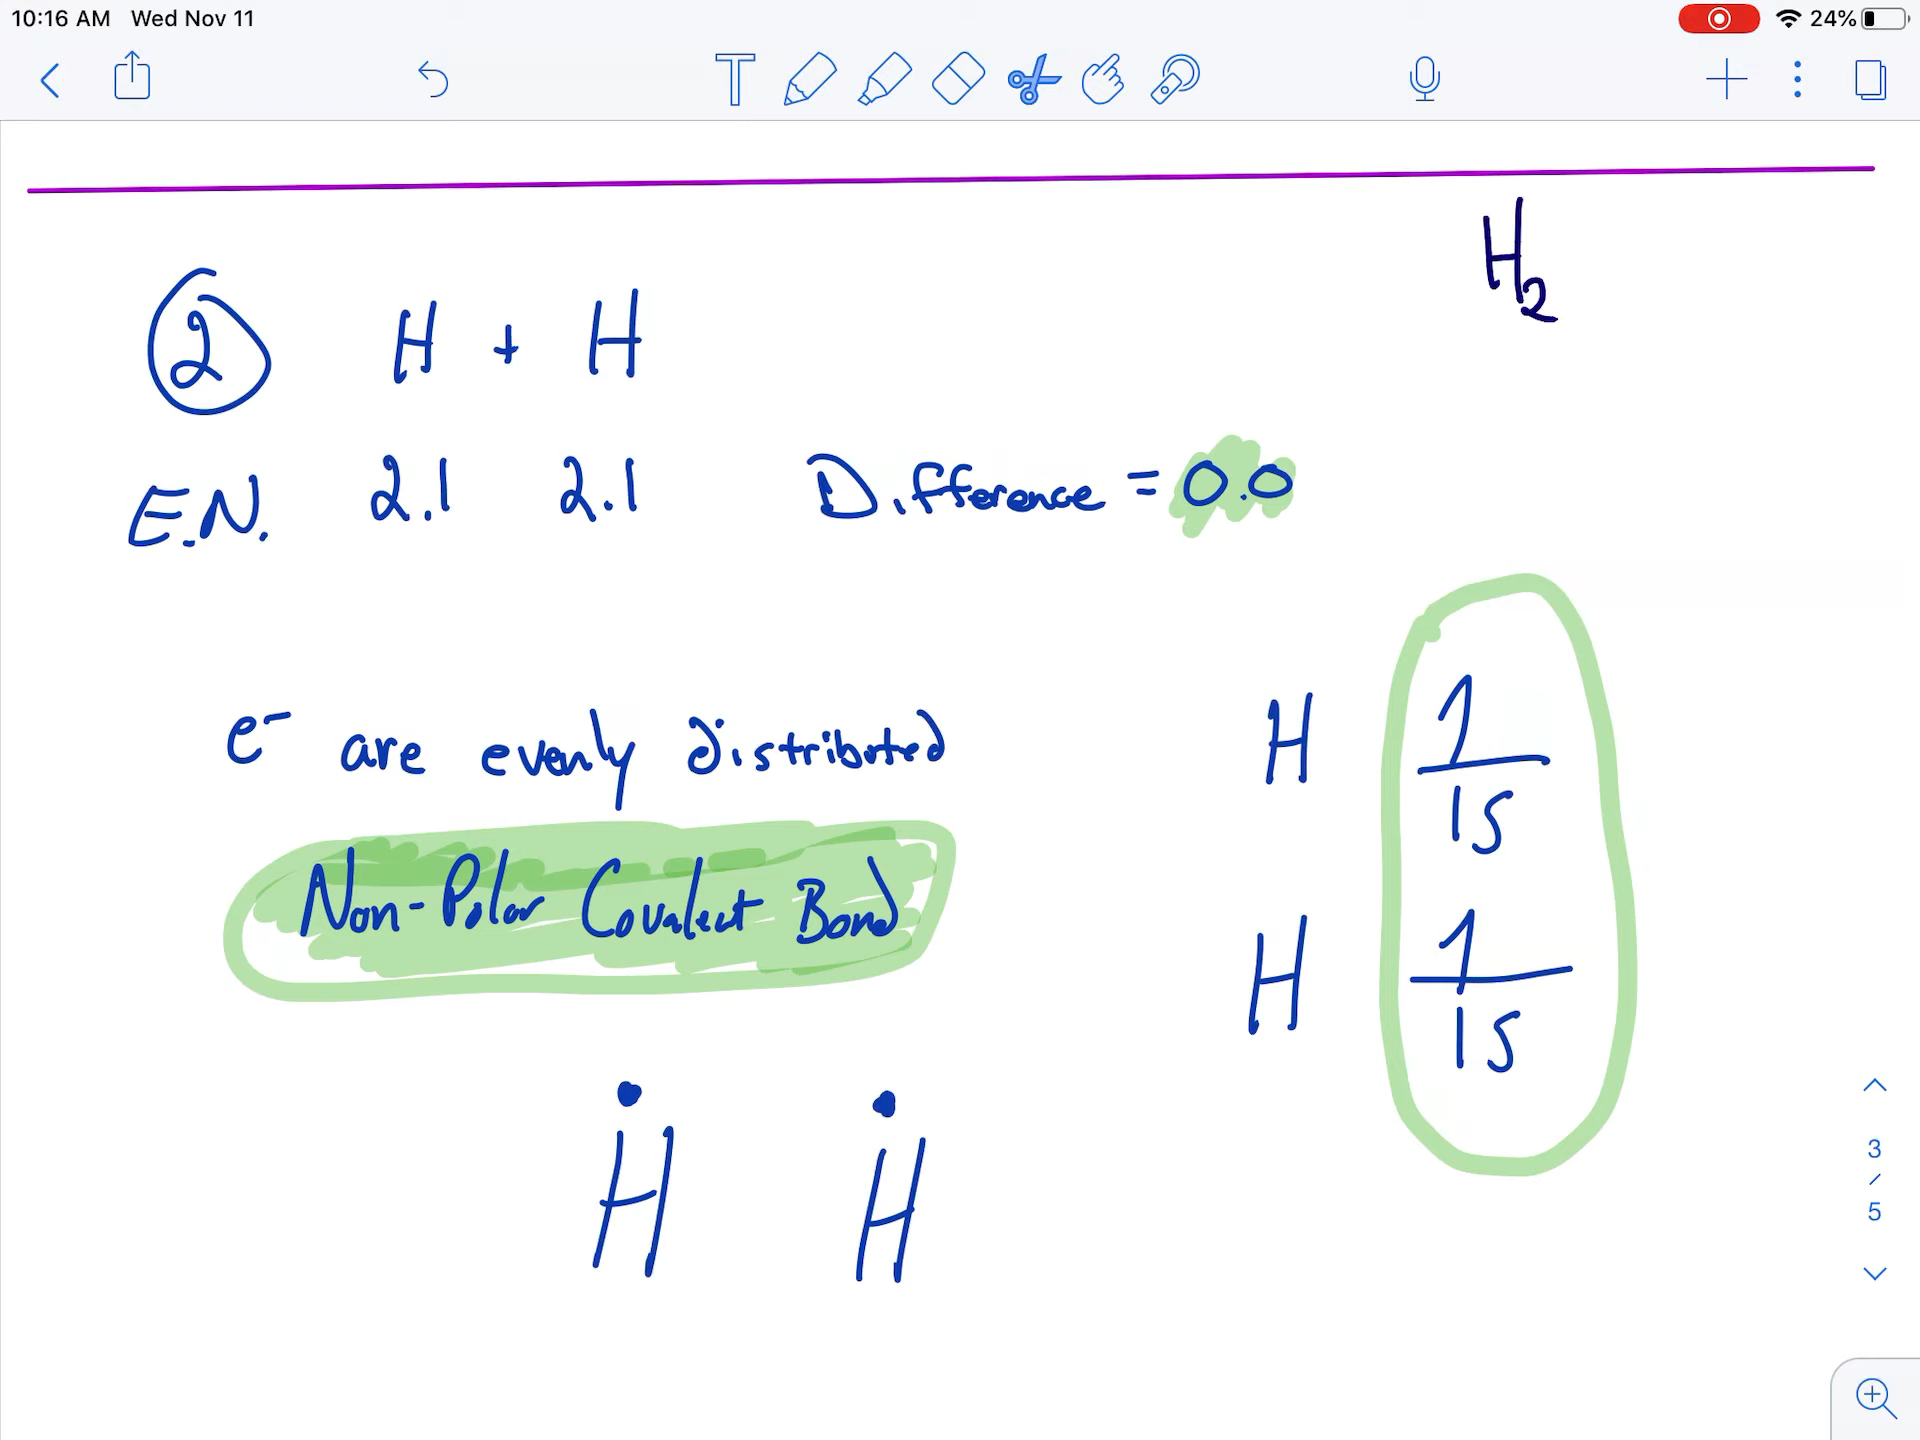 10:16 AM Wed Nov 11
24%
T
H2
2 H + H
E.N. 2.1 2.1 Difference = 0.0
e- are evenly distributed
H 1
1s
Non-Polar Covalent Bond
H 1
1s
H H
3
/
5